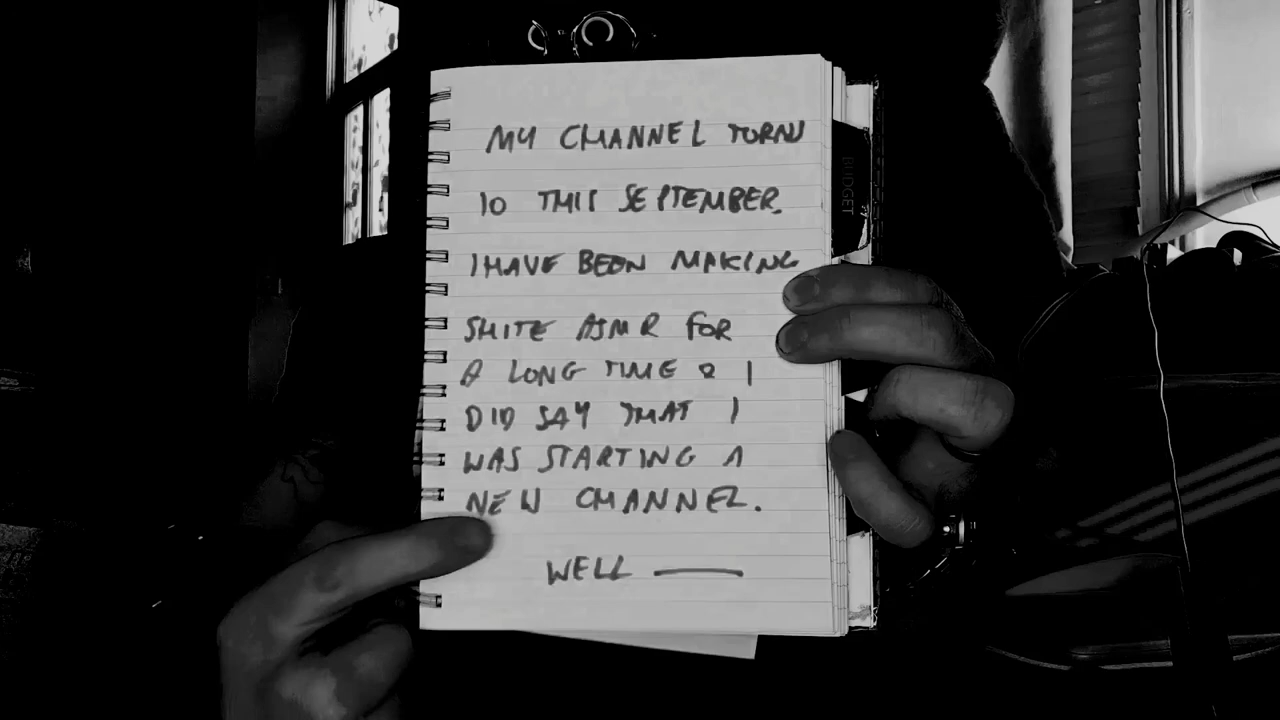 MY CHANNEL TURNS
10 THIS SEPTEMBER.
I HAVE BEEN MAKING
SHITE ASMR FOR
A LONG TIME & I
DID SAY THAT I
WAS STARTING A
NEW CHANNEL.
WELL —
BUDGET